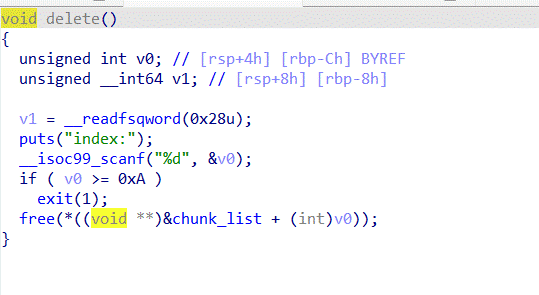 void delete()
{
unsigned int v0; // [rsp+4h] [rbp-Ch] BYREF
unsigned __int64 v1; // [rsp+8h] [rbp-8h]
v1 = __readfsqword(0x28u);
puts("index:");
__isoc99_scanf("%d", &v0);
if ( v0 >= 0xA )
exit(1);
free(*((void **)&chunk_list + (int)v0));
}